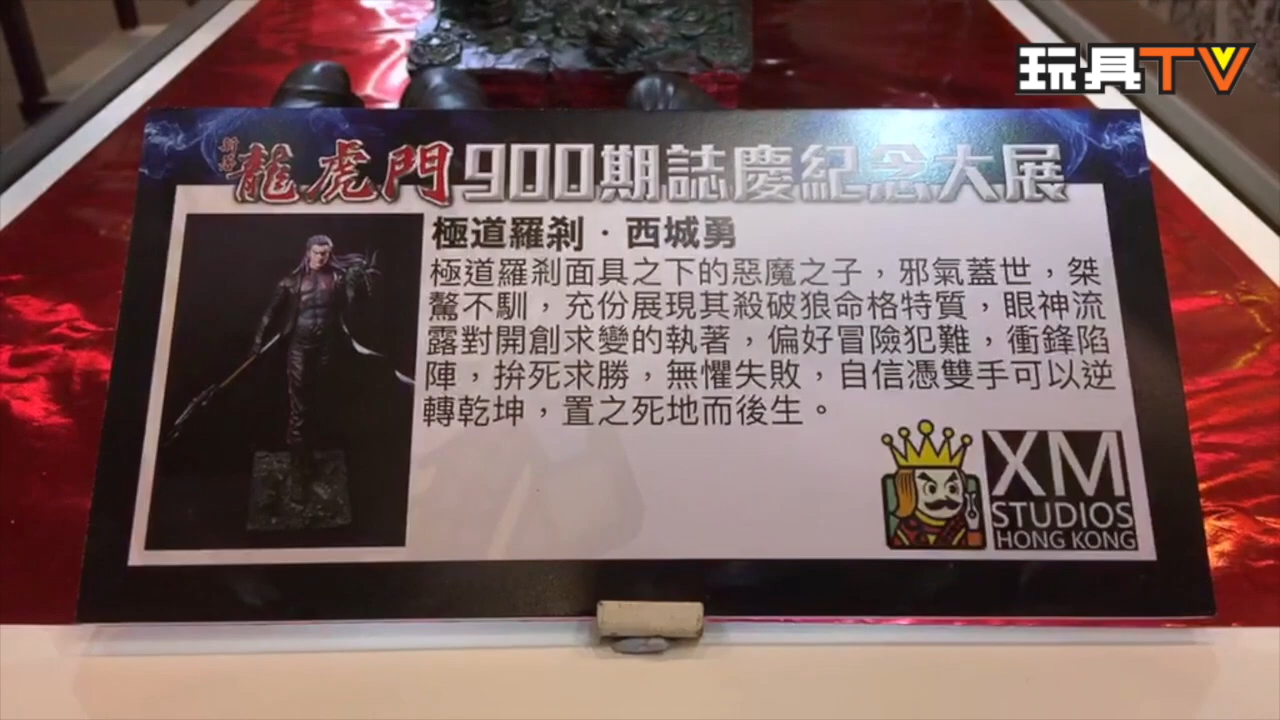 玩具TV
新著龍虎門900期誌慶紀念大展
極道羅剎．西城勇
極道羅剎面具之下的惡魔之子，邪氣蓋世，桀
驁不馴，充份展現其殺破狼命格特質，眼神流
露對開創求變的執著，偏好冒險犯難，衝鋒陷
陣，拚死求勝，無懼失敗，自信憑雙手可以逆
轉乾坤，置之死地而後生。
XM
STUDIOS
HONG KONG